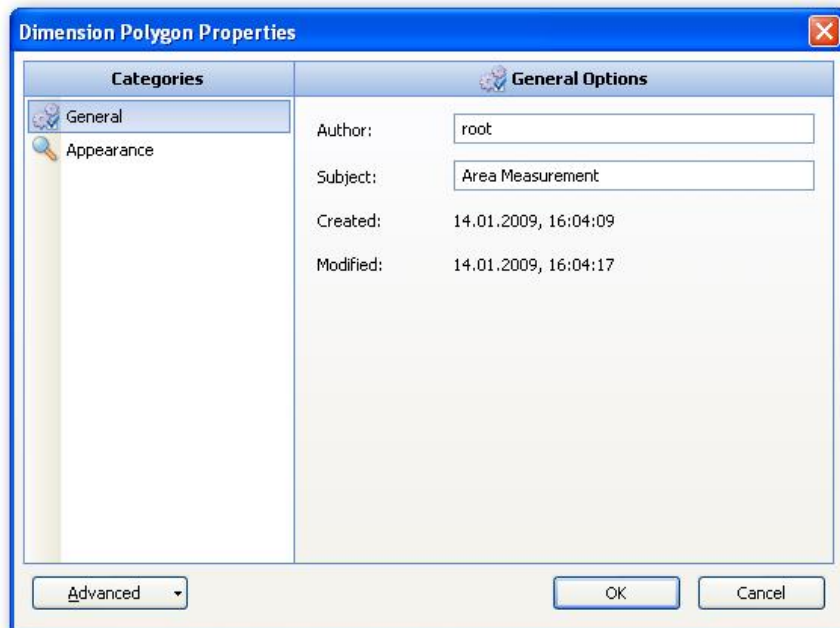 Dimension Polygon Properties
Categories
General
Appearance
General Options
Author: root
Subject: Area Measurement
Created: 14.01.2009, 16:04:09
Modified: 14.01.2009, 16:04:17
Advanced
OK
Cancel